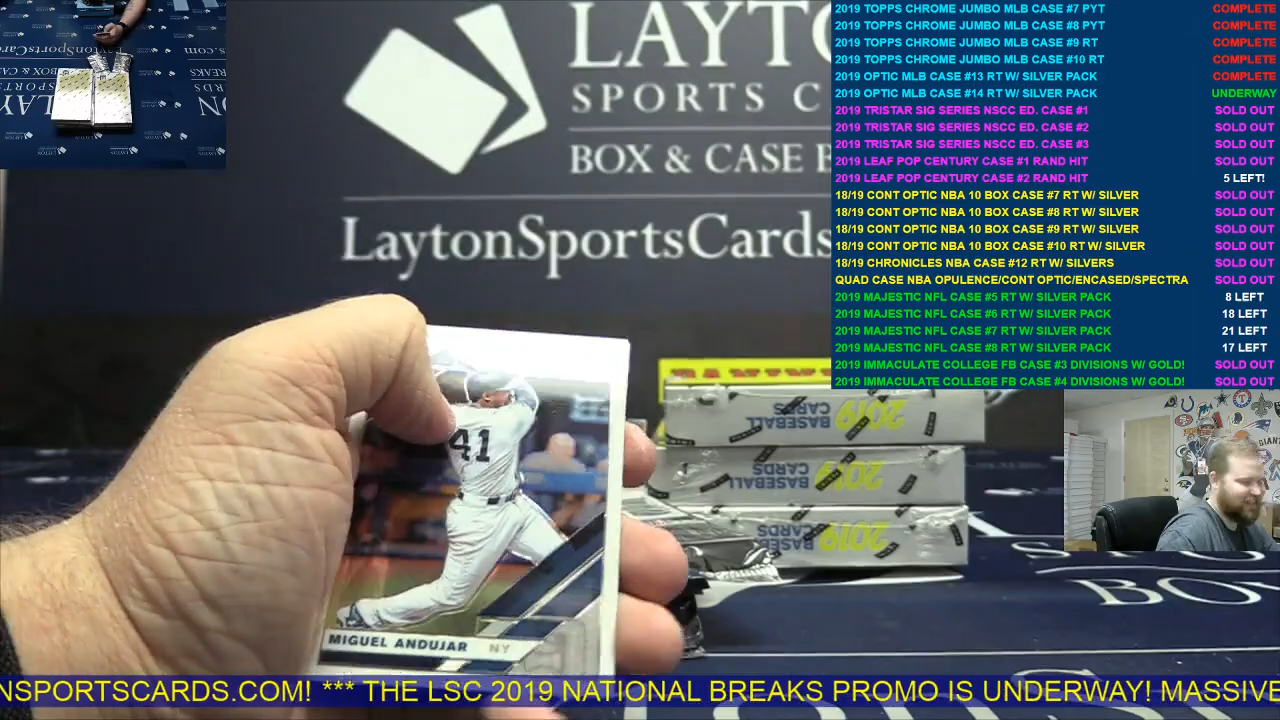 LAYTO
SPORTS C
BOX & CASE
LaytonSportsCards
2019 TOPPS CHROME JUMBO MLB CASE #7 PYT COMPLETE
2019 TOPPS CHROME JUMBO MLB CASE #8 PYT COMPLETE
2019 TOPPS CHROME JUMBO MLB CASE #9 RT COMPLETE
2019 TOPPS CHROME JUMBO MLB CASE #10 RT COMPLETE
2019 OPTIC MLB CASE #13 RT W/ SILVER PACK COMPLETE
2019 OPTIC MLB CASE #14 RT W/ SILVER PACK UNDERWAY
2019 TRISTAR SIG SERIES NSCC ED. CASE #1 SOLD OUT
2019 TRISTAR SIG SERIES NSCC ED. CASE #2 SOLD OUT
2019 TRISTAR SIG SERIES NSCC ED. CASE #3 SOLD OUT
2019 LEAF POP CENTURY CASE #1 RAND HIT SOLD OUT
2019 LEAF POP CENTURY CASE #2 RAND HIT 5 LEFT!
18/19 CONT OPTIC NBA 10 BOX CASE #7 RT W/ SILVER SOLD OUT
18/19 CONT OPTIC NBA 10 BOX CASE #8 RT W/ SILVER SOLD OUT
18/19 CONT OPTIC NBA 10 BOX CASE #9 RT W/ SILVER SOLD OUT
18/19 CONT OPTIC NBA 10 BOX CASE #10 RT W/ SILVER SOLD OUT
18/19 CHRONICLES NBA CASE #12 RT W/ SILVERS SOLD OUT
QUAD CASE NBA OPULENCE/CONT OPTIC/ENCASED/SPECTRA SOLD OUT
2019 MAJESTIC NFL CASE #5 RT W/ SILVER PACK 8 LEFT
2019 MAJESTIC NFL CASE #6 RT W/ SILVER PACK 18 LEFT
2019 MAJESTIC NFL CASE #7 RT W/ SILVER PACK 21 LEFT
2019 MAJESTIC NFL CASE #8 RT W/ SILVER PACK 17 LEFT
2019 IMMACULATE COLLEGE FB CASE #3 DIVISIONS W/ GOLD! SOLD OUT
2019 IMMACULATE COLLEGE FB CASE #4 DIVISIONS W/ GOLD! SOLD OUT
2019 BASEBALL CARDS
2019 BASEBALL CARDS
2019 BASEBALL CARDS
41
MIGUEL ANDUJAR NY
BO
NSPORTSCARDS.COM! *** THE LSC 2019 NATIONAL BREAKS PROMO IS UNDERWAY! MASSIVE